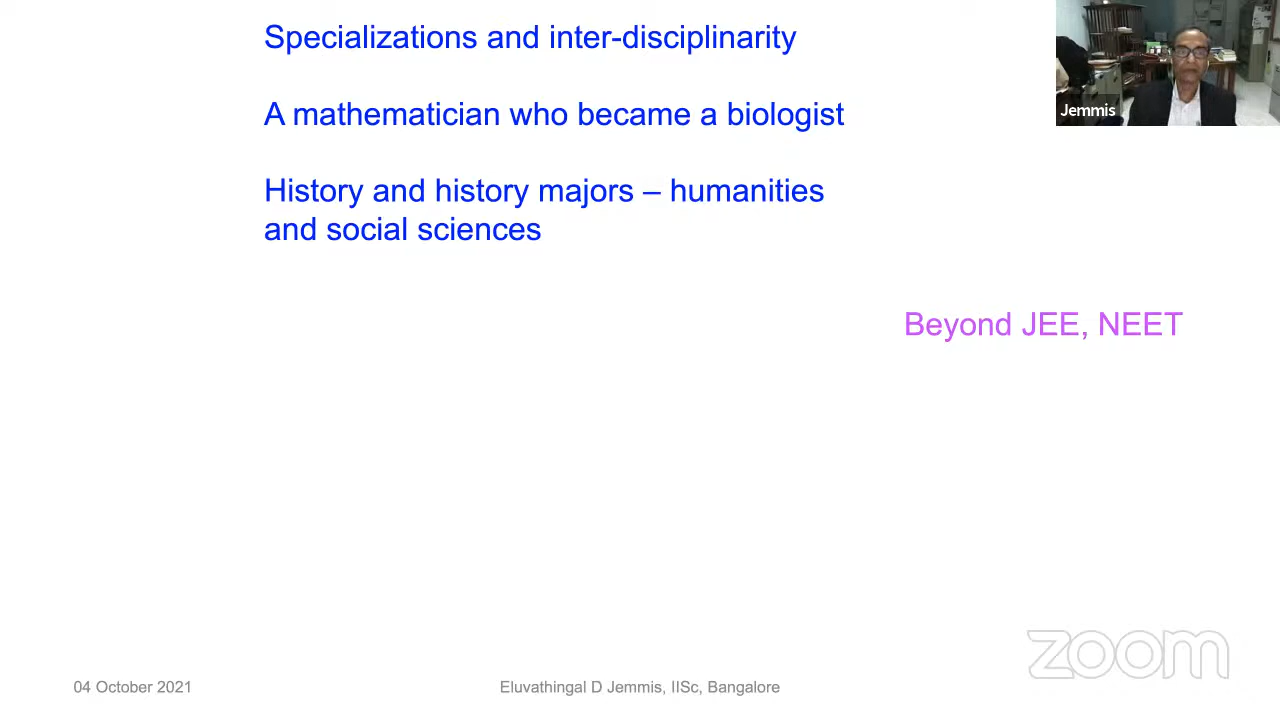 Specializations and inter-disciplinarity
Jemmis
A mathematician who became a biologist
History and history majors – humanities
and social sciences
Beyond JEE, NEET
zoom
04 October 2021
Eluvathingal D Jemmis, IISc, Bangalore